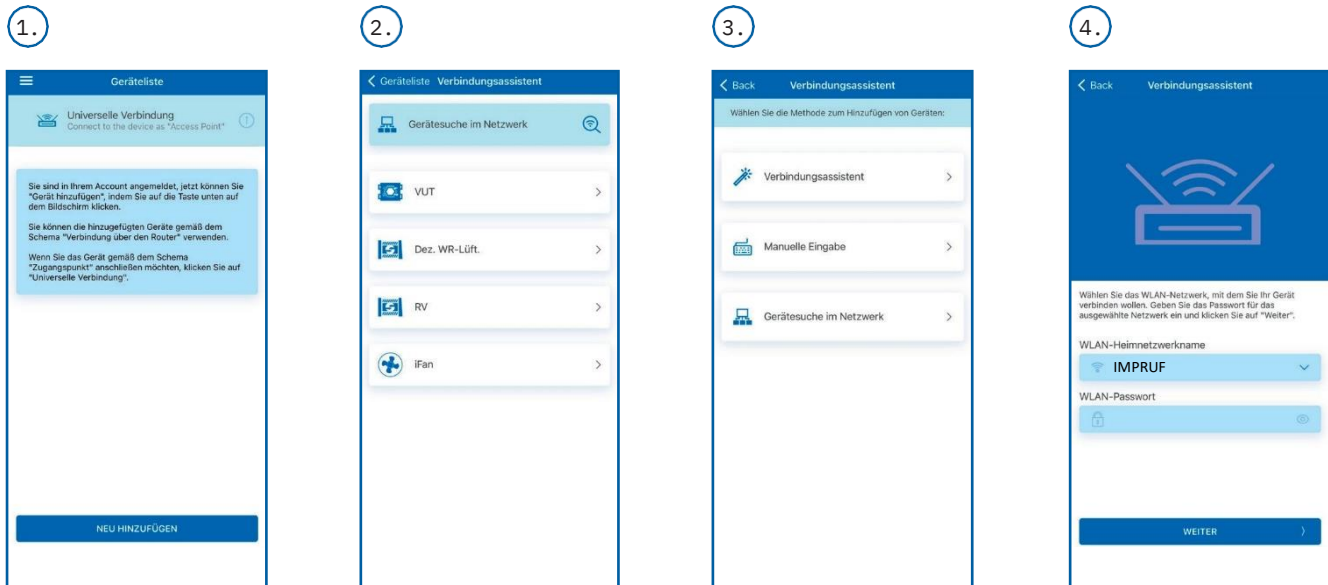 1.
Geräteliste
Universelle Verbindung
Connect to the device as "Access Point"
Sie sind in Ihrem Account angemeldet, jetzt können Sie
"Gerät hinzufügen", indem Sie auf die Taste unten auf
dem Bildschirm klicken.
Sie können die hinzugefügten Geräte gemäß dem
Schema "Verbindung über den Router" verwenden.
Wenn Sie das Gerät gemäß dem Schema
"Zugangspunkt" anschließen möchten, klicken Sie auf
"Universelle Verbindung".
NEU HINZUFÜGEN
2.
Geräteliste Verbindungsassistent
Gerätesuche im Netzwerk
VUT
Dez. WR-Lüft.
RV
iFan
3.
Back Verbindungsassistent
Wählen Sie die Methode zum Hinzufügen von Geräten:
Verbindungsassistent
Manuelle Eingabe
Gerätesuche im Netzwerk
4.
Back Verbindungsassistent
Wählen Sie das WLAN-Netzwerk, mit dem Sie Ihr Gerät
verbinden wollen. Geben Sie das Passwort für das
ausgewählte Netzwerk ein und klicken Sie auf "Weiter".
WLAN-Heimnetzwerkname
IMPRUF
WLAN-Passwort
WEITER